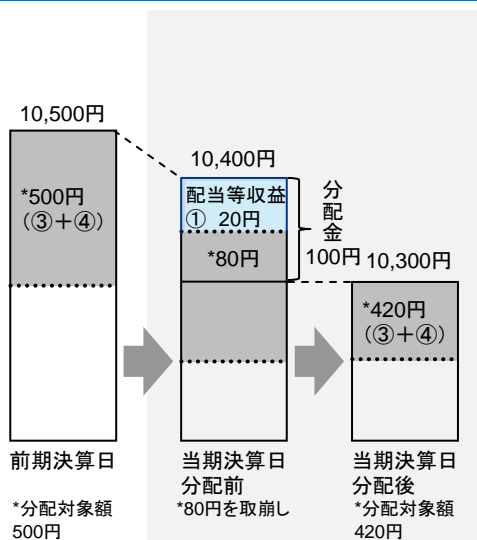 10,500円
*500円
(③+④)
10,400円
配当等収益
① 20円
*80円
分配金
100円
10,300円
*420円
(③+④)
前期決算日
*分配対象額
500円
当期決算日
分配前
*80円を取崩し
当期決算日
分配後
*分配対象額
420円